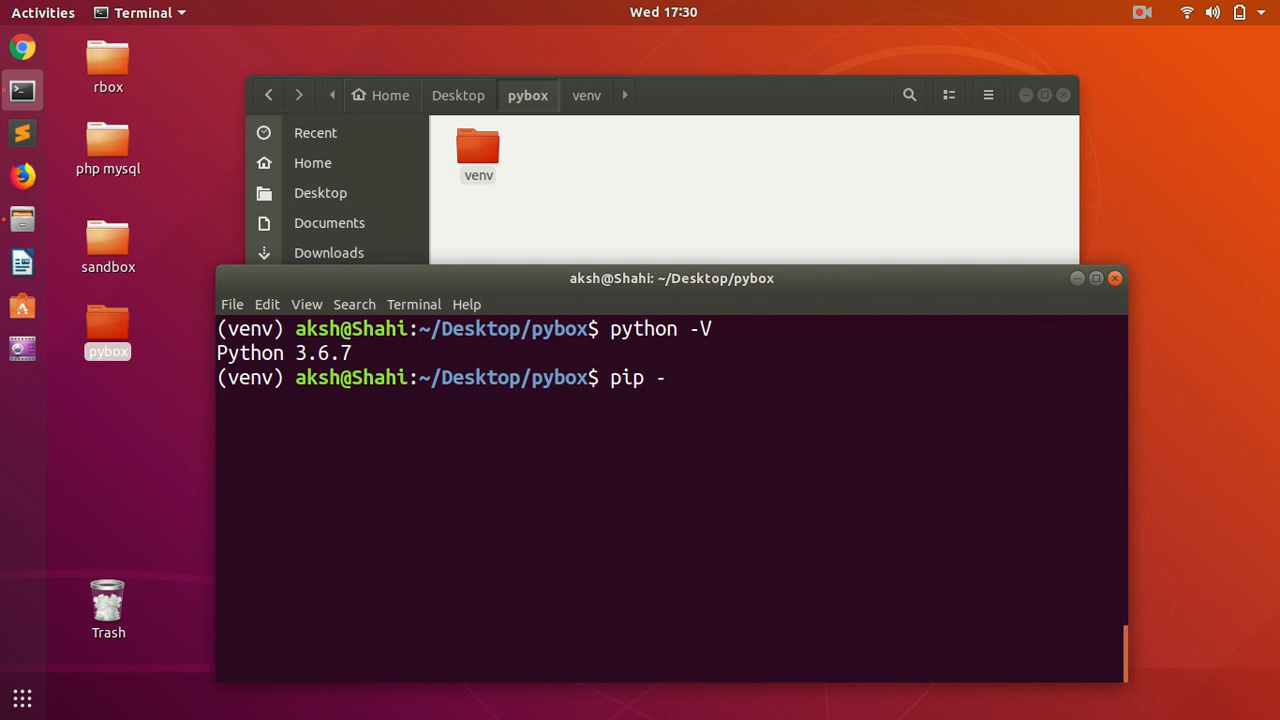 Activities Terminal Wed 17:30
rbox
php mysql
sandbox
pybox
Trash
Home Desktop pybox venv
Recent
Home
Desktop
Documents
Downloads
venv
aksh@Shahi: ~/Desktop/pybox
File Edit View Search Terminal Help
(venv) aksh@Shahi:~/Desktop/pybox$ python -V
Python 3.6.7
(venv) aksh@Shahi:~/Desktop/pybox$ pip -